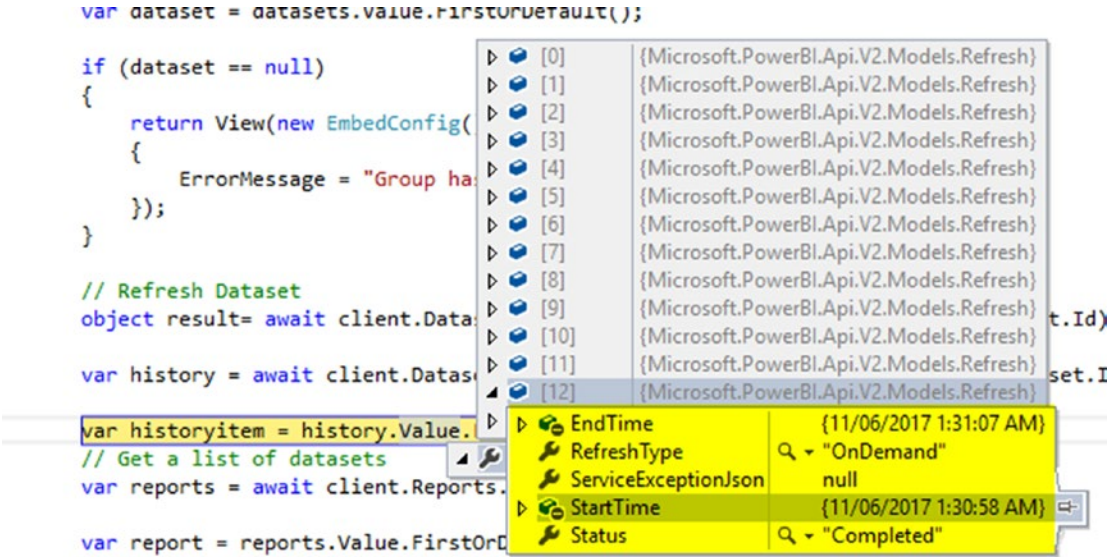 var dataset = datasets.Value.FirstOrDefault();
if (dataset == null)
{
return View(new EmbedConfig(
{
ErrorMessage = "Group ha
});
}
// Refresh Dataset
object result= await client.Datas t.Id)
var history = await client.Datase set.I
var historyitem = history.Value.
// Get a list of datasets
var reports = await client.Reports.
var report = reports.Value.FirstOrD
[0] {Microsoft.PowerBI.Api.V2.Models.Refresh}
[1] {Microsoft.PowerBI.Api.V2.Models.Refresh}
[2] {Microsoft.PowerBI.Api.V2.Models.Refresh}
[3] {Microsoft.PowerBI.Api.V2.Models.Refresh}
[4] {Microsoft.PowerBI.Api.V2.Models.Refresh}
[5] {Microsoft.PowerBI.Api.V2.Models.Refresh}
[6] {Microsoft.PowerBI.Api.V2.Models.Refresh}
[7] {Microsoft.PowerBI.Api.V2.Models.Refresh}
[8] {Microsoft.PowerBI.Api.V2.Models.Refresh}
[9] {Microsoft.PowerBI.Api.V2.Models.Refresh}
[10] {Microsoft.PowerBI.Api.V2.Models.Refresh}
[11] {Microsoft.PowerBI.Api.V2.Models.Refresh}
[12] {Microsoft.PowerBI.Api.V2.Models.Refresh}
EndTime {11/06/2017 1:31:07 AM}
RefreshType "OnDemand"
ServiceExceptionJson null
StartTime {11/06/2017 1:30:58 AM}
Status "Completed"